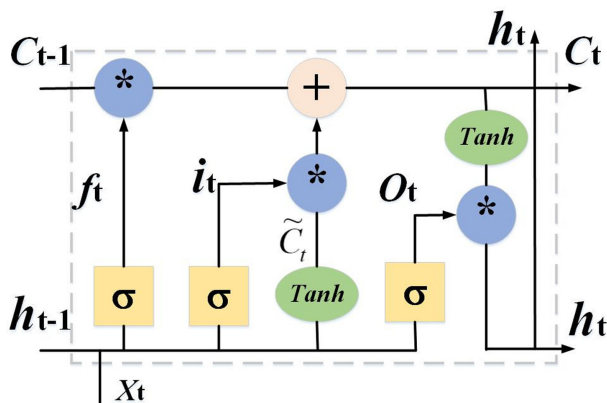 hₜ
Cₜ₋₁ * + Cₜ
Tanh
fₜ iₜ * Oₜ *
C̃ₜ
σ σ Tanh σ
hₜ₋₁ hₜ
Xₜ